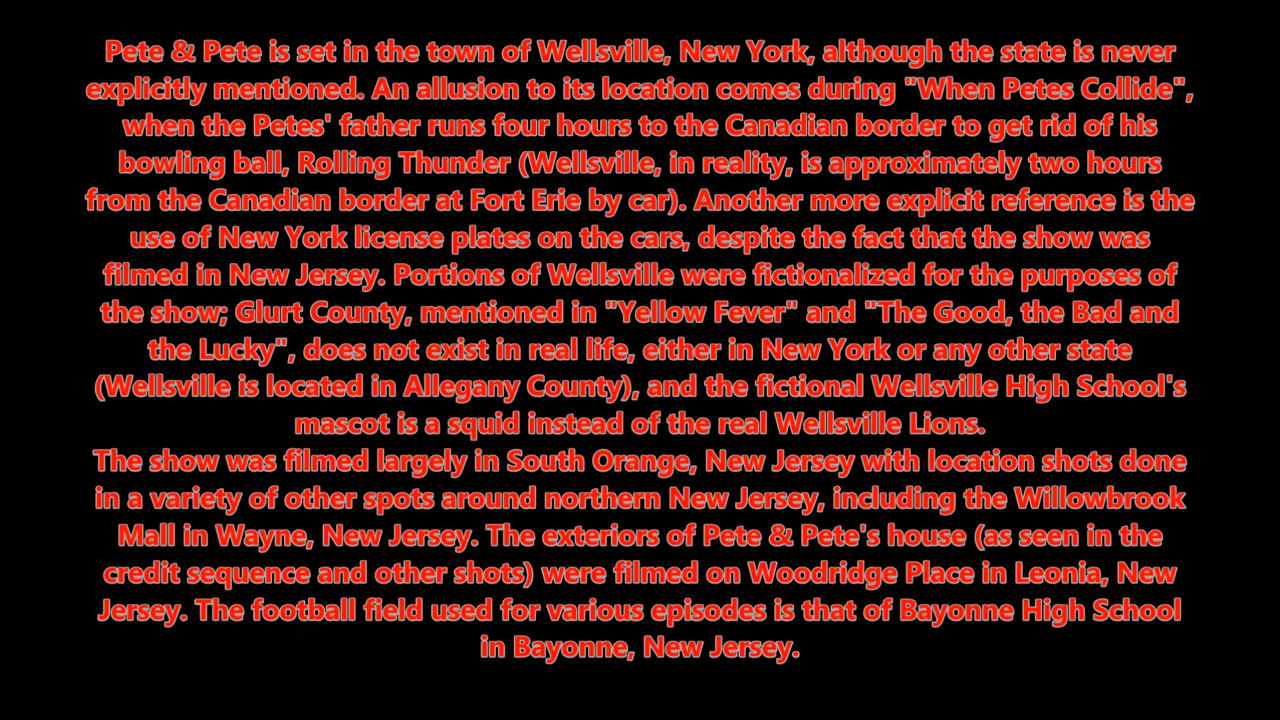 Pete & Pete is set in the town of Wellsville, New York, although the state is never
explicitly mentioned. An allusion to its location comes during "When Petes Collide",
when the Petes' father runs four hours to the Canadian border to get rid of his
bowling ball, Rolling Thunder (Wellsville, in reality, is approximately two hours
from the Canadian border at Fort Erie by car). Another more explicit reference is the
use of New York license plates on the cars, despite the fact that the show was
filmed in New Jersey. Portions of Wellsville were fictionalized for the purposes of
the show; Glurt County, mentioned in "Yellow Fever" and "The Good, the Bad and
the Lucky", does not exist in real life, either in New York or any other state
(Wellsville is located in Allegany County), and the fictional Wellsville High School's
mascot is a squid instead of the real Wellsville Lions.
The show was filmed largely in South Orange, New Jersey with location shots done
in a variety of other spots around northern New Jersey, including the Willowbrook
Mall in Wayne, New Jersey. The exteriors of Pete & Pete's house (as seen in the
credit sequence and other shots) were filmed on Woodridge Place in Leonia, New
Jersey. The football field used for various episodes is that of Bayonne High School
in Bayonne, New Jersey.